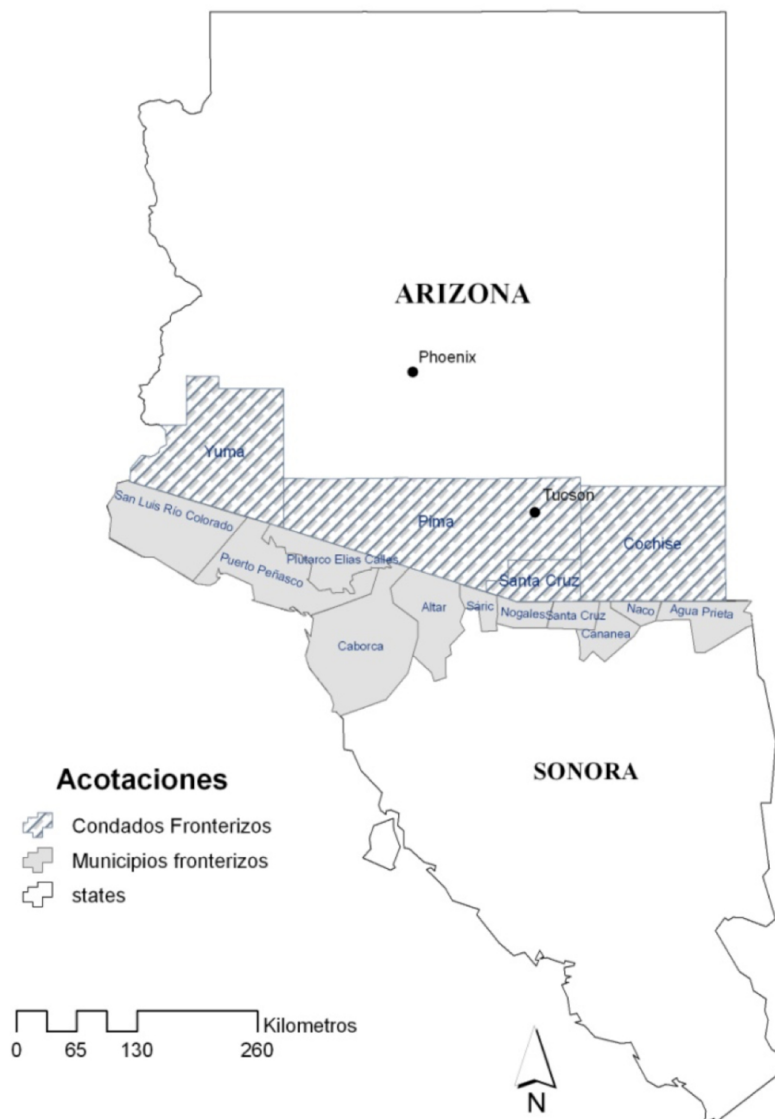 ARIZONA
Phoenix
Yuma
Tucson
San Luis Río Colorado
Pima
Cochise
Plutarco Elías Calles
Puerto Peñasco
Santa Cruz
Altar
Sáric
Nogales
Santa Cruz
Naco
Agua Prieta
Cananea
Caborca
SONORA
Acotaciones
Condados Fronterizos
Municipios fronterizos
states
Kilometros
0 65 130 260
N